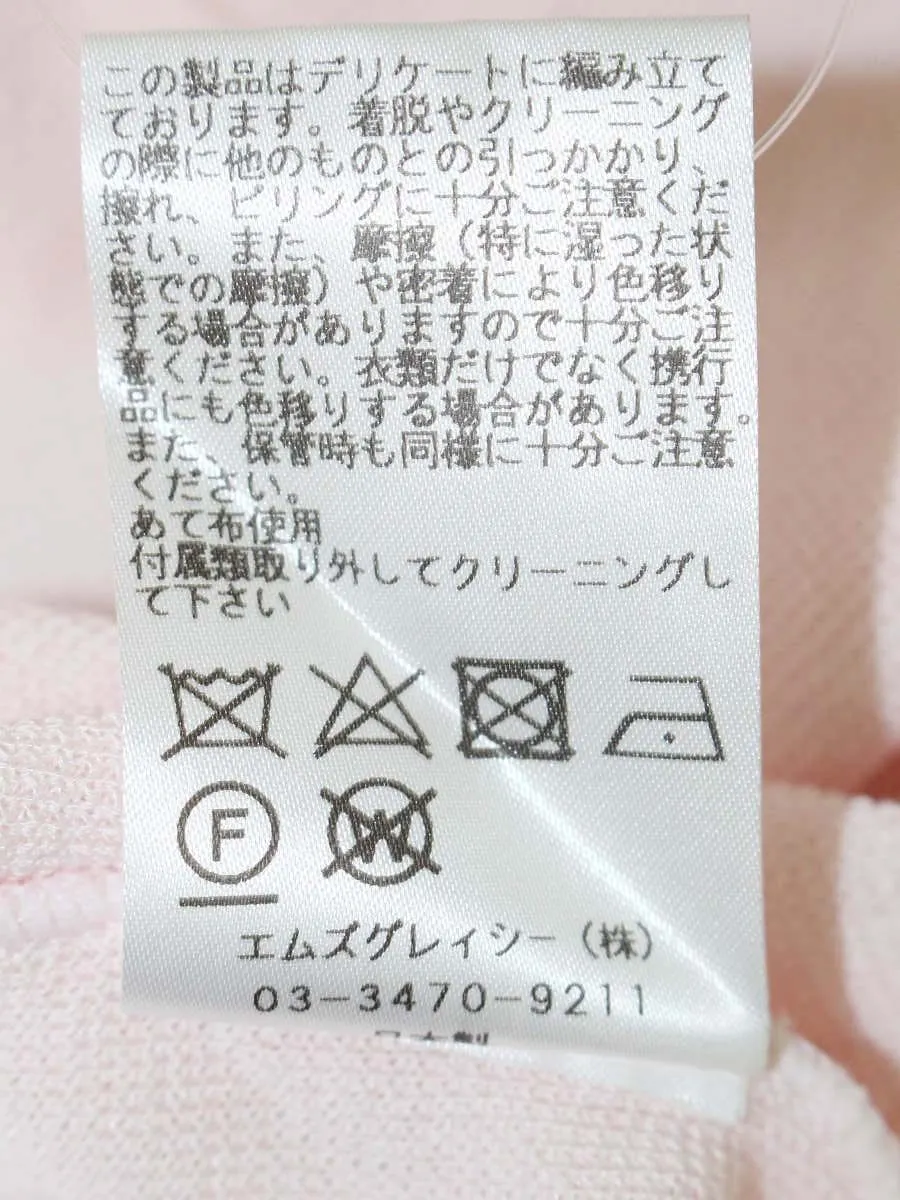 この製品はデリケートに編み立て
ております。着脱やクリーニング
の際に他のものとの引っかかり、
擦れ、ピリングに十分ご注意くだ
さい。また、摩擦(特に湿った状
態での摩擦)や密着により色移り
する場合がありますので十分ご注
意ください。衣類だけでなく携行
品にも色移りする場合があります。
また、保管時も同様に十分ご注意
ください。
あて布使用
付属類取り外してクリーニングし
て下さい
F
W
エムズグレイシー(株)
03-3470-9211
日本製